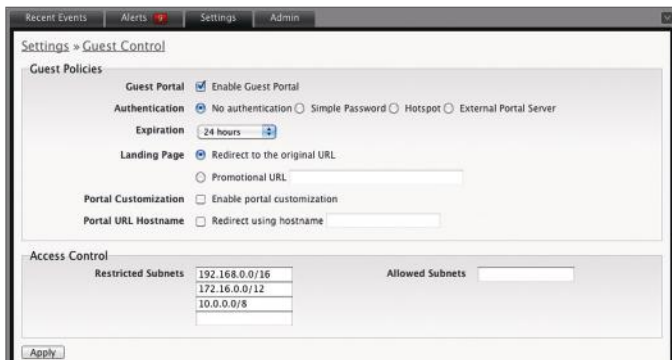 Recent Events Alerts 9 Settings Admin
Settings » Guest Control
Guest Policies
Guest Portal Enable Guest Portal
Authentication No authentication Simple Password Hotspot External Portal Server
Expiration 24 hours
Landing Page Redirect to the original URL
Promotional URL
Portal Customization Enable portal customization
Portal URL Hostname Redirect using hostname
Access Control
Restricted Subnets 192.168.0.0/16 Allowed Subnets
172.16.0.0/12
10.0.0.0/8
Apply